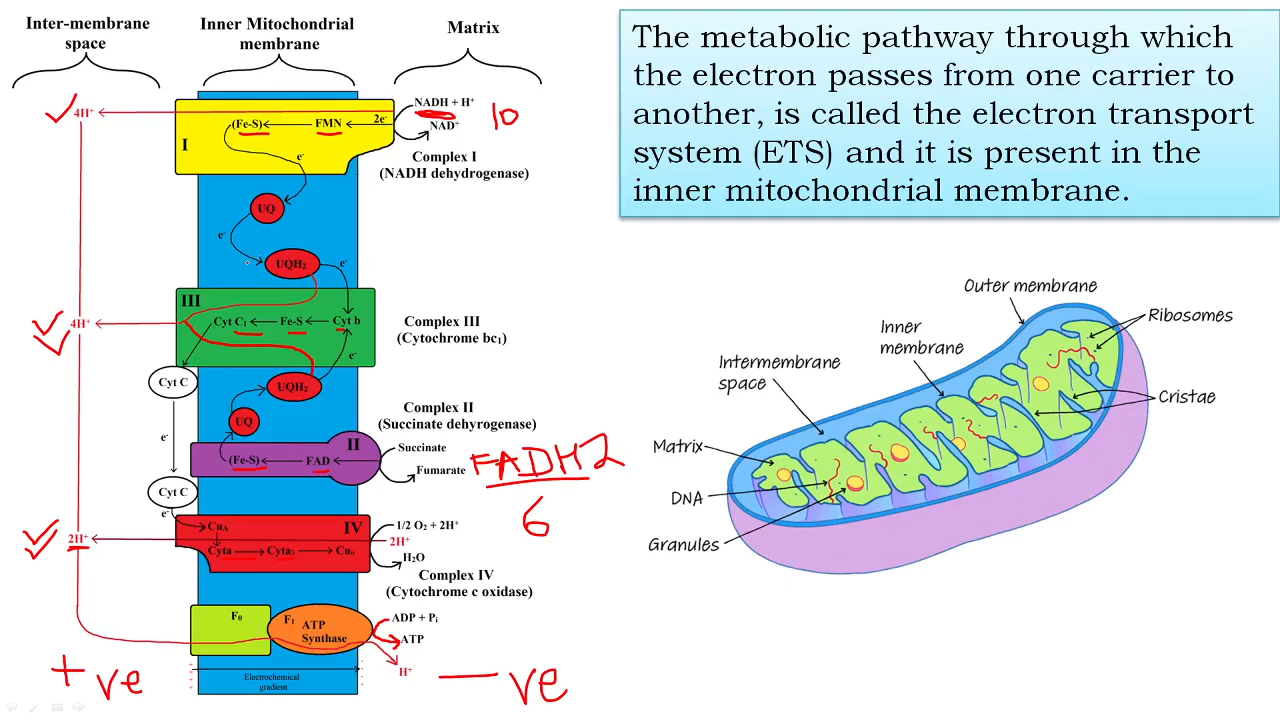 Inter-membrane
space
Inner Mitochondrial
membrane
Matrix
The metabolic pathway through which
the electron passes from one carrier to
another, is called the electron transport
system (ETS) and it is present in the
inner mitochondrial membrane.
4H⁺
(Fe-S)
FMN
2e⁻
NADH + H⁺
NAD⁺
10
I
e⁻
Complex I
(NADH dehydrogenase)
UQ
e⁻
UQH₂
e⁻
III
4H⁺
Cyt C₁
Fe-S
Cyt b
e⁻
Complex III
(Cytochrome bc₁)
Cyt C
UQH₂
UQ
e⁻
Complex II
(Succinate dehyrogenase)
II
(Fe-S)
FAD
Succinate
Fumarate
FADH2
6
Cyt C
e⁻
IV
CuA
2H⁺
Cyta
Cyta₃
1/2 O₂ + 2H⁺
2H⁺
H₂O
Complex IV
(Cytochrome c oxidase)
F₀
F₁
ATP
Synthase
ADP + Pᵢ
ATP
H⁺
+ve
Electrochemical
gradient
-ve
Outer membrane
Inner
membrane
Ribosomes
Intermembrane
space
Cristae
Matrix
DNA
Granules